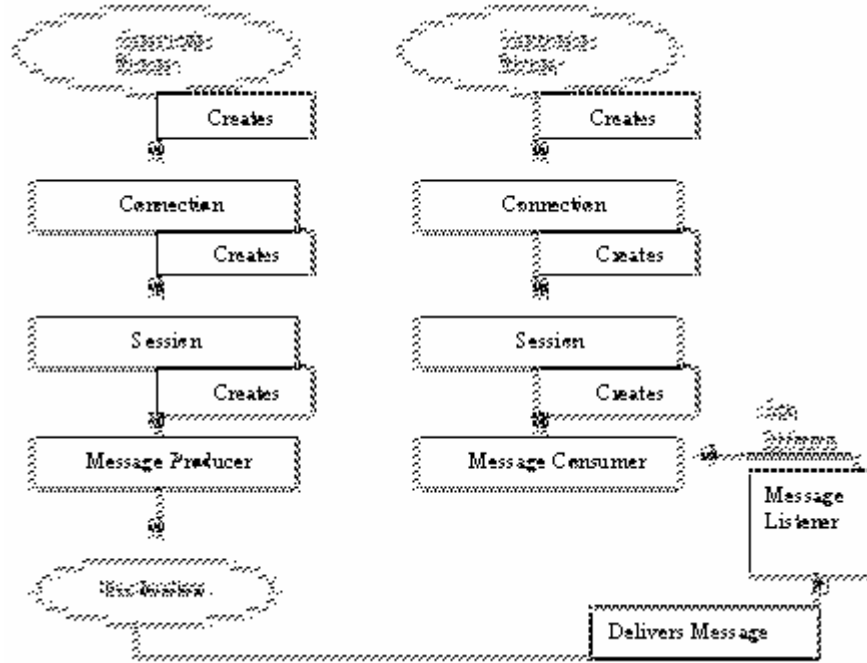 Creates
Creates
Connection
Connection
Creates
Creates
Session
Session
Creates
Creates
Message Producer
Message Consumer
Message
Listener
Delivers Message